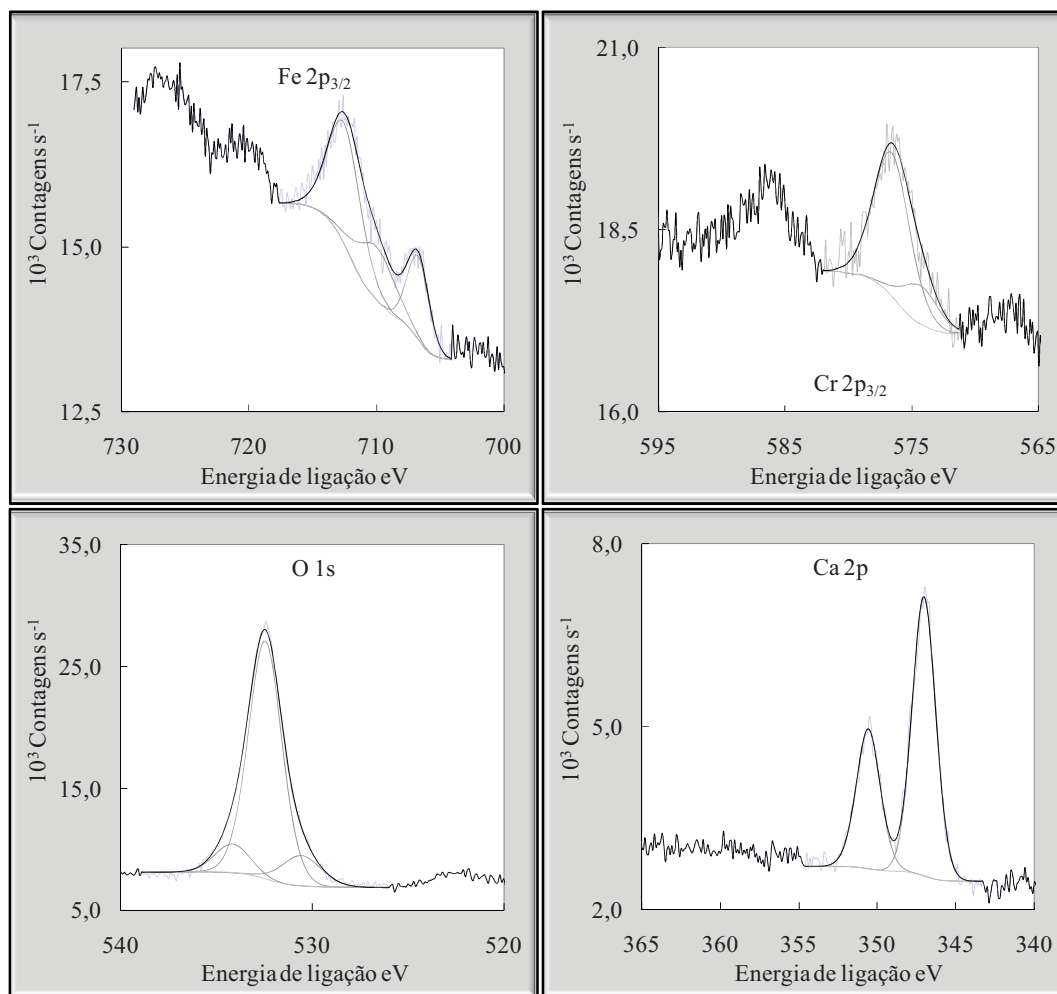 Fe 2p3/2
10³ Contagens s⁻¹
17,5
15,0
12,5
730 720 710 700
Energia de ligação eV
Cr 2p3/2
10³ Contagens s⁻¹
21,0
18,5
16,0
595 585 575 565
Energia de ligação eV
O 1s
10³ Contagens s⁻¹
35,0
25,0
15,0
5,0
540 530 520
Energia de ligação eV
Ca 2p
10³ Contagens s⁻¹
8,0
5,0
2,0
365 360 355 350 345 340
Energia de ligação eV